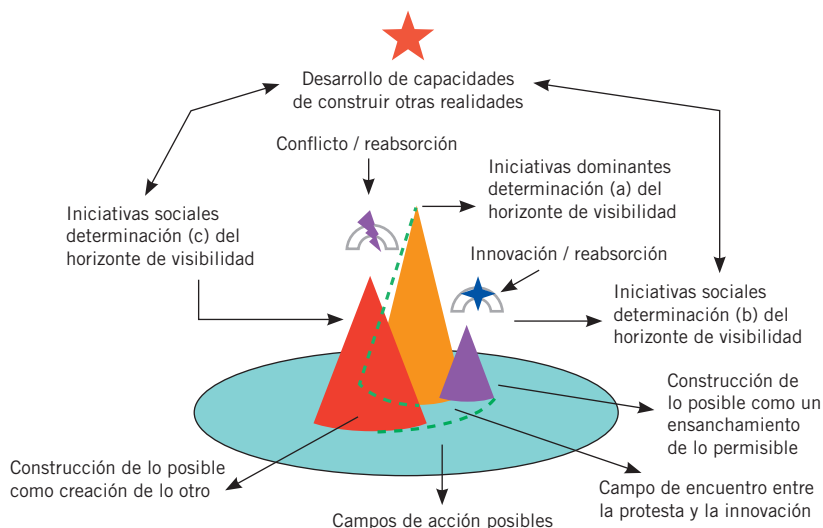 Desarrollo de capacidades
de construir otras realidades
Conflicto / reabsorción
Iniciativas dominantes
determinación (a) del
horizonte de visibilidad
Iniciativas sociales
determinación (c) del
horizonte de visibilidad
Innovación / reabsorción
Iniciativas sociales
determinación (b) del
horizonte de visibilidad
Construcción de
lo posible como un
ensanchamiento
de lo permisible
Construcción de lo posible
como creación de lo otro
Campo de encuentro entre
la protesta y la innovación
Campos de acción posibles